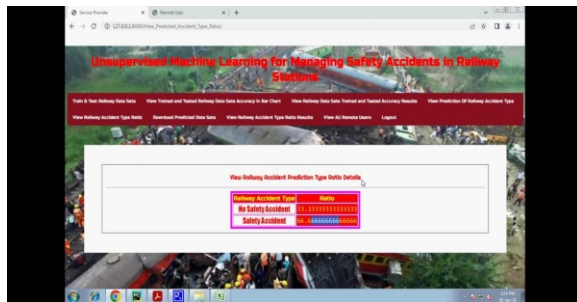 Service Provider
Remote User
127.0.0.1:8000/View_Predicted_Accident_Type_Ratio/
Unsupervised Machine Learning for Managing Safety Accidents in Railway
Stations
Train & Test Railway Data Sets View Trained and Tested Railway Data Sets Accuracy in Bar Chart View Railway Data Sets Trained and Tested Accuracy Results View Prediction Of Railway Accident Type
View Railway Accident Type Ratio Download Predicted Data Sets View Railway Accident Type Ratio Results View All Remote Users Logout
View Railway Accident Prediction Type Ratio Details
Railway Accident Type Ratio
No Safety Accident
Safety Accident